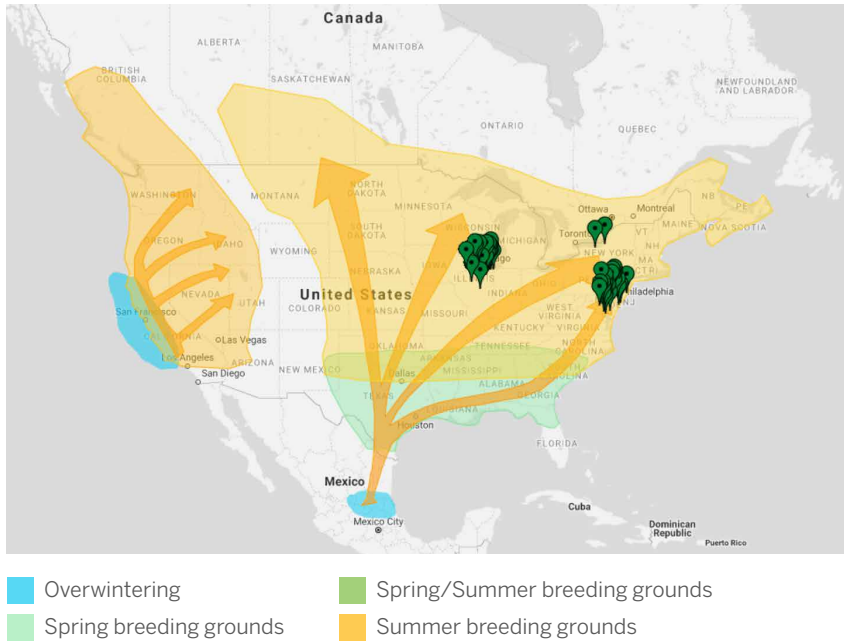 Canada
ALBERTA
MANITOBA
BRITISH
COLUMBIA
SASKATCHEWAN
NEWFOUNDLAND
AND LABRADOR
ONTARIO
QUEBEC
WASHINGTON
MONTANA
NORTH
DAKOTA
MINNESOTA
Ottawa
Montreal
NB
PE
MAINE
NOVA SCOTIA
OREGON
IDAHO
SOUTH
DAKOTA
WISCONSIN
MICHIGAN
Toront
VT
NH
NEW YORK
MA
CT RI
WYOMING
IOWA
NEBRASKA
ILLINOIS
INDIANA
OHIO
hiladelphia
NJ
NEVADA
UTAH
United States
COLORADO
KANSAS
MISSOURI
WEST
VIRGINIA
KENTUCKY
VIRGINIA
San Francisco
CALIFORNIA
Las Vegas
Los Angeles
ARIZONA
NEW MEXICO
OKLAHOMA
ARKANSAS
TENNESSEE
NORTH
CAROLINA
San Diego
Dallas
MISSISSIPPI
SOUTH
CAROLINA
TEXAS
ALABAMA
GEORGIA
LOUISIANA
Houston
FLORIDA
Mexico
Mexico City
Cuba
Dominican
Republic
Puerto Rico
Overwintering
Spring/Summer breeding grounds
Spring breeding grounds
Summer breeding grounds